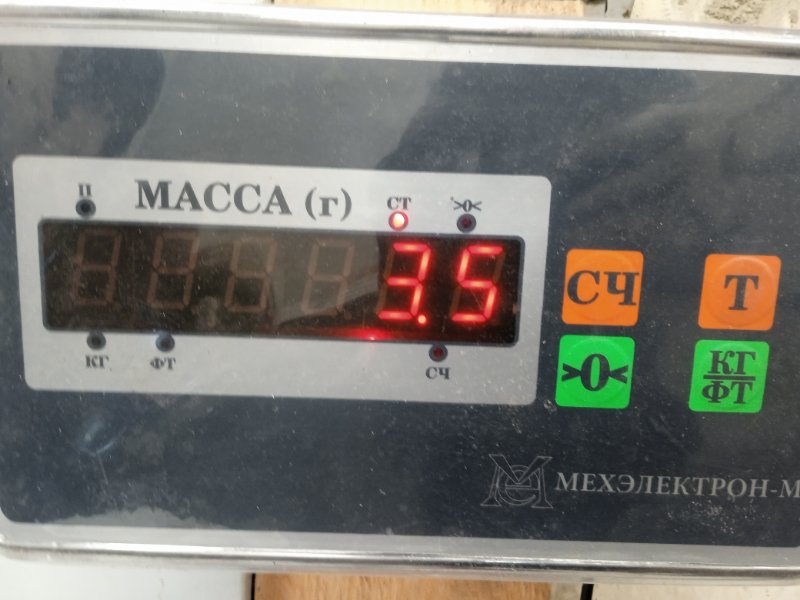 П МАССА (г) СТ >0<
3.5
КГ ФТ СЧ
СЧ Т
>0< КГ/ФТ
МЕХЭЛЕКТРОН-М